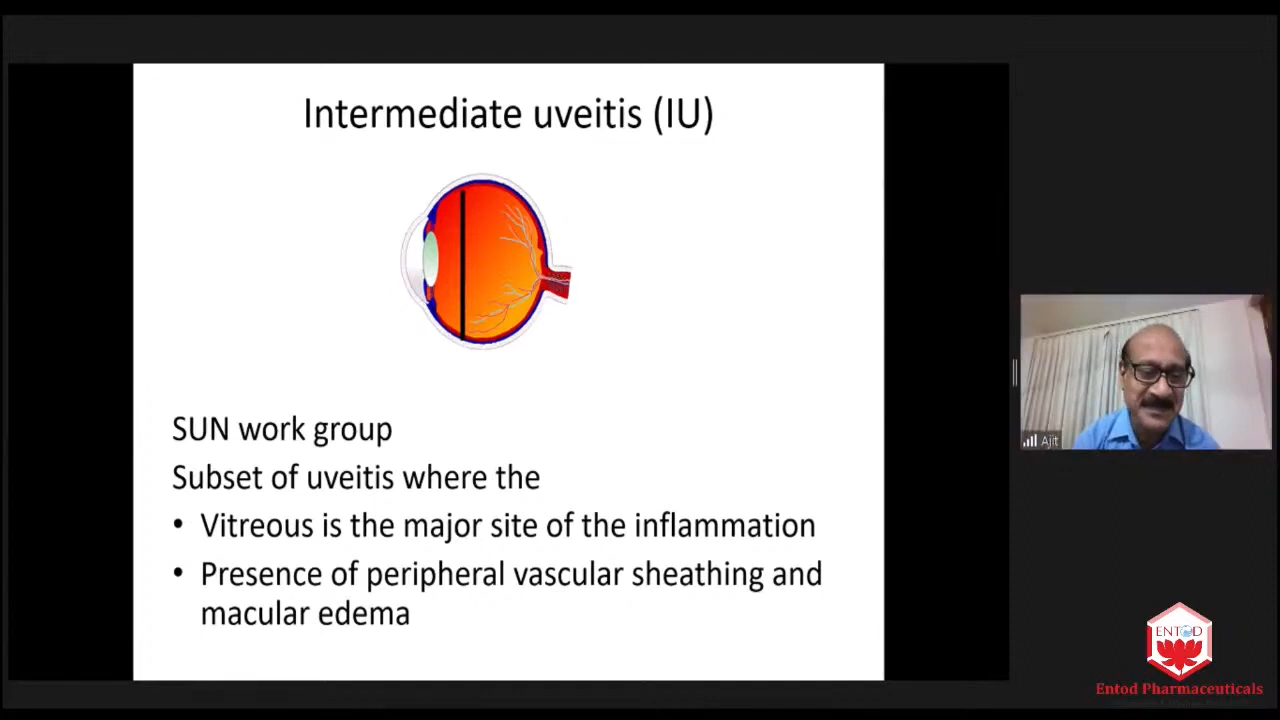 Intermediate uveitis (IU)
SUN work group
Subset of uveitis where the
• Vitreous is the major site of the inflammation
• Presence of peripheral vascular sheathing and
macular edema
Ajit
ENTOD
Entod Pharmaceuticals